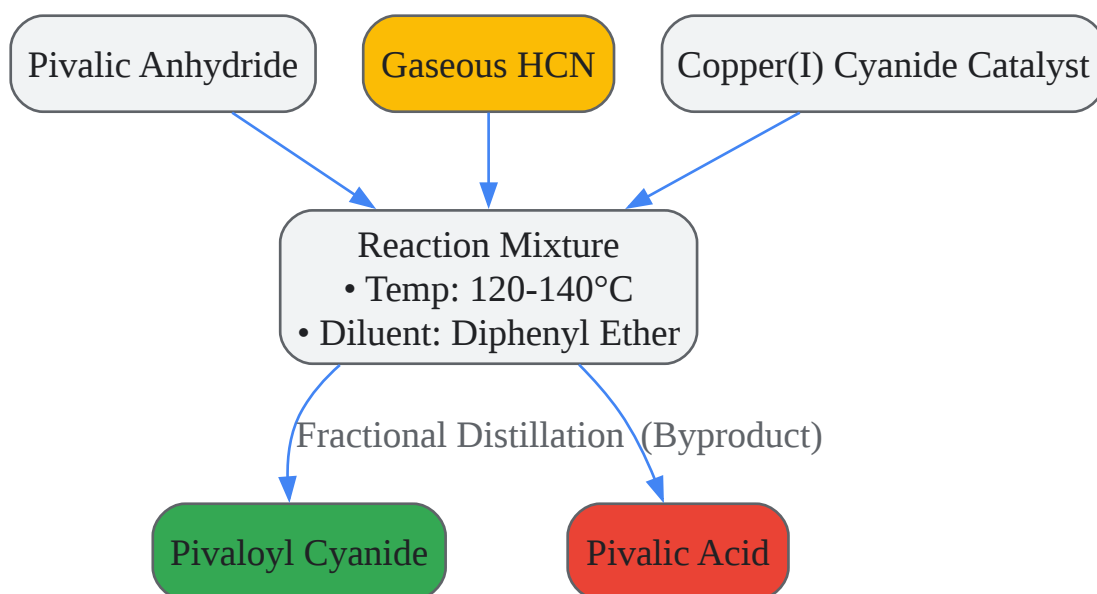 Pivalic Anhydride
Gaseous HCN
Copper(I) Cyanide Catalyst
Reaction Mixture
• Temp: 120-140°C
• Diluent: Diphenyl Ether
Fractional Distillation
(Byproduct)
Pivaloyl Cyanide
Pivalic Acid